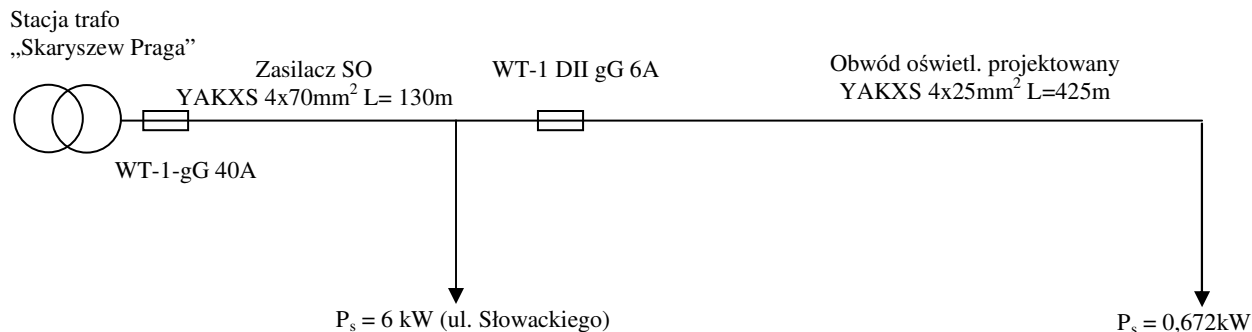 Stacja trafo
„Skaryszew Praga”
Zasilacz SO
YAKXS 4x70mm² L= 130m
WT-1 DII gG 6A
Obwód oświetl. projektowany
YAKXS 4x25mm² L=425m
WT-1-gG 40A
Pₛ = 6 kW (ul. Słowackiego)
Pₛ = 0,672kW